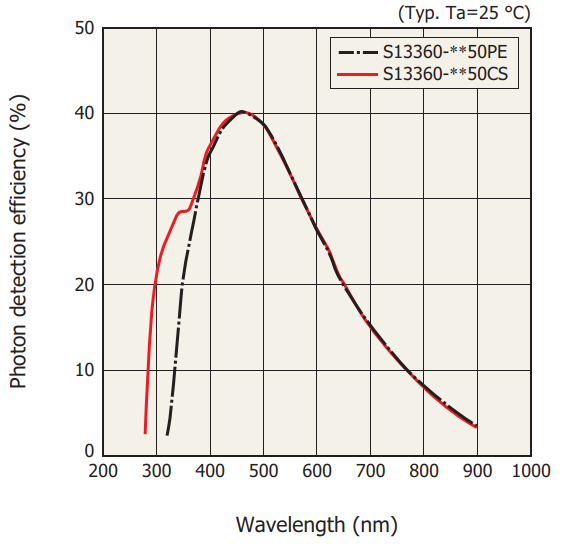 (Typ. Ta=25 °C)
50
S13360-**50PE
S13360-**50CS
40
30
20
10
0
200 300 400 500 600 700 800 900 1000
Photon detection efficiency (%)
Wavelength (nm)